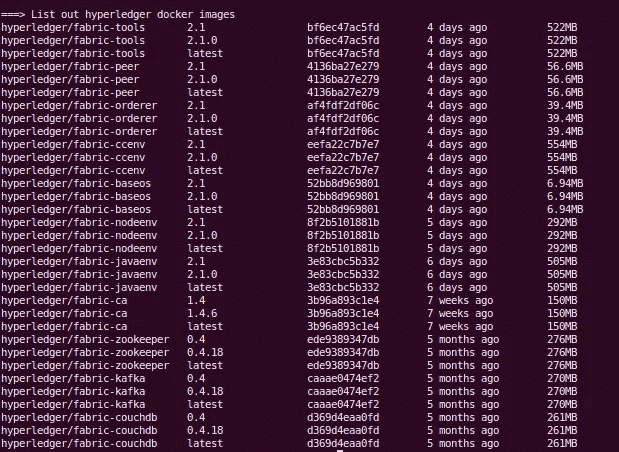 ===> List out hyperledger docker images
hyperledger/fabric-tools 2.1 bf6ec47ac5fd 4 days ago 522MB
hyperledger/fabric-tools 2.1.0 bf6ec47ac5fd 4 days ago 522MB
hyperledger/fabric-tools latest bf6ec47ac5fd 4 days ago 522MB
hyperledger/fabric-peer 2.1 4136ba27e279 4 days ago 56.6MB
hyperledger/fabric-peer 2.1.0 4136ba27e279 4 days ago 56.6MB
hyperledger/fabric-peer latest 4136ba27e279 4 days ago 56.6MB
hyperledger/fabric-orderer 2.1 af4fdf2df06c 4 days ago 39.4MB
hyperledger/fabric-orderer 2.1.0 af4fdf2df06c 4 days ago 39.4MB
hyperledger/fabric-orderer latest af4fdf2df06c 4 days ago 39.4MB
hyperledger/fabric-ccenv 2.1 eefa22c7b7e7 4 days ago 554MB
hyperledger/fabric-ccenv 2.1.0 eefa22c7b7e7 4 days ago 554MB
hyperledger/fabric-ccenv latest eefa22c7b7e7 4 days ago 554MB
hyperledger/fabric-baseos 2.1 52bb8d969801 4 days ago 6.94MB
hyperledger/fabric-baseos 2.1.0 52bb8d969801 4 days ago 6.94MB
hyperledger/fabric-baseos latest 52bb8d969801 4 days ago 6.94MB
hyperledger/fabric-nodeenv 2.1 8f2b5101881b 5 days ago 292MB
hyperledger/fabric-nodeenv 2.1.0 8f2b5101881b 5 days ago 292MB
hyperledger/fabric-nodeenv latest 8f2b5101881b 5 days ago 292MB
hyperledger/fabric-javaenv 2.1 3e83cbc5b332 6 days ago 505MB
hyperledger/fabric-javaenv 2.1.0 3e83cbc5b332 6 days ago 505MB
hyperledger/fabric-javaenv latest 3e83cbc5b332 6 days ago 505MB
hyperledger/fabric-ca 1.4 3b96a893c1e4 7 weeks ago 150MB
hyperledger/fabric-ca 1.4.6 3b96a893c1e4 7 weeks ago 150MB
hyperledger/fabric-ca latest 3b96a893c1e4 7 weeks ago 150MB
hyperledger/fabric-zookeeper 0.4 ede9389347db 5 months ago 276MB
hyperledger/fabric-zookeeper 0.4.18 ede9389347db 5 months ago 276MB
hyperledger/fabric-zookeeper latest ede9389347db 5 months ago 276MB
hyperledger/fabric-kafka 0.4 caaae0474ef2 5 months ago 270MB
hyperledger/fabric-kafka 0.4.18 caaae0474ef2 5 months ago 270MB
hyperledger/fabric-kafka latest caaae0474ef2 5 months ago 270MB
hyperledger/fabric-couchdb 0.4 d369d4eaa0fd 5 months ago 261MB
hyperledger/fabric-couchdb 0.4.18 d369d4eaa0fd 5 months ago 261MB
hyperledger/fabric-couchdb latest d369d4eaa0fd 5 months ago 261MB